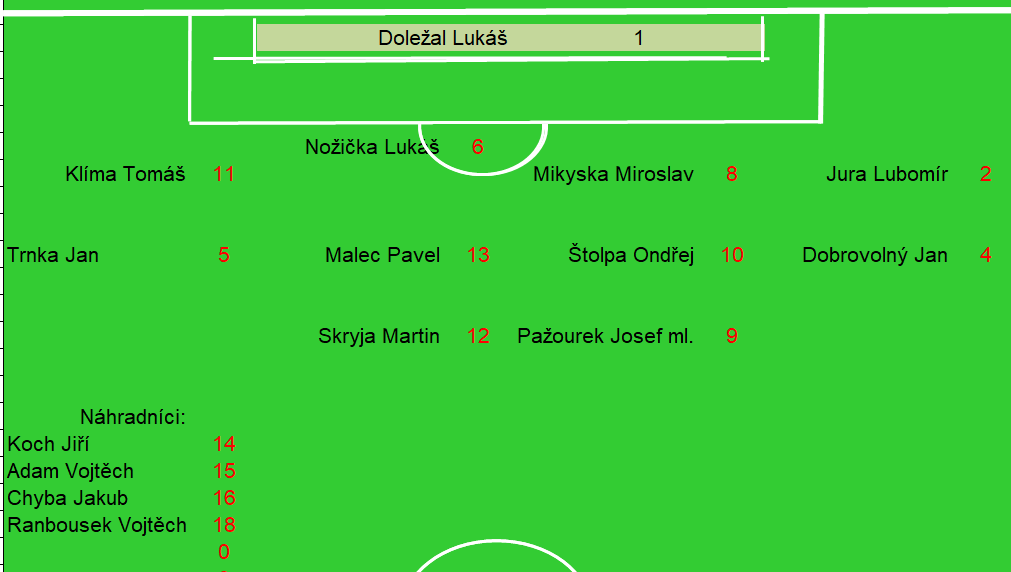 Doležal Lukáš 1
Nožička Lukáš 6
Klíma Tomáš 11 Mikyska Miroslav 8 Jura Lubomír 2
Trnka Jan 5 Malec Pavel 13 Štolpa Ondřej 10 Dobrovolný Jan 4
Skryja Martin 12 Pažourek Josef ml. 9
Náhradníci:
Koch Jiří 14
Adam Vojtěch 15
Chyba Jakub 16
Ranbousek Vojtěch 18
0